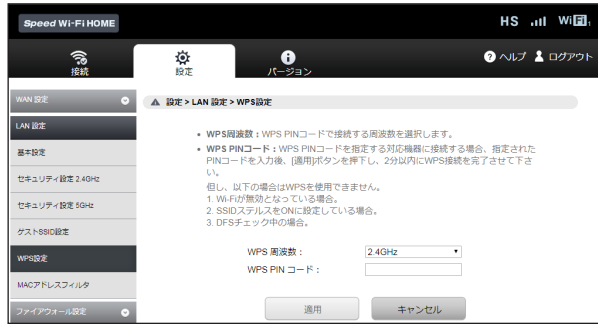 Speed Wi-Fi HOME
HS Wi Fi 1
接続
設定
バージョン
? ヘルプ
ログアウト
WAN 設定
LAN 設定
基本設定
セキュリティ設定 2.4GHz
セキュリティ設定 5GHz
ゲストSSID設定
WPS設定
MACアドレスフィルタ
ファイアウォール設定
設定 > LAN 設定 > WPS設定
• WPS周波数：WPS PINコードで接続する周波数を選択します。
• WPS PINコード：WPS PINコードを指定する対応機器に接続する場合、指定された
PINコードを入力後、[適用]ボタンを押下し、2分以内にWPS接続を完了させて下さ
い。
但し、以下の場合はWPSを使用できません。
1. Wi-Fiが無効となっている場合。
2. SSIDステルスをONに設定している場合。
3. DFSチェック中の場合。
WPS 周波数： 2.4GHz
WPS PIN コード：
適用 キャンセル